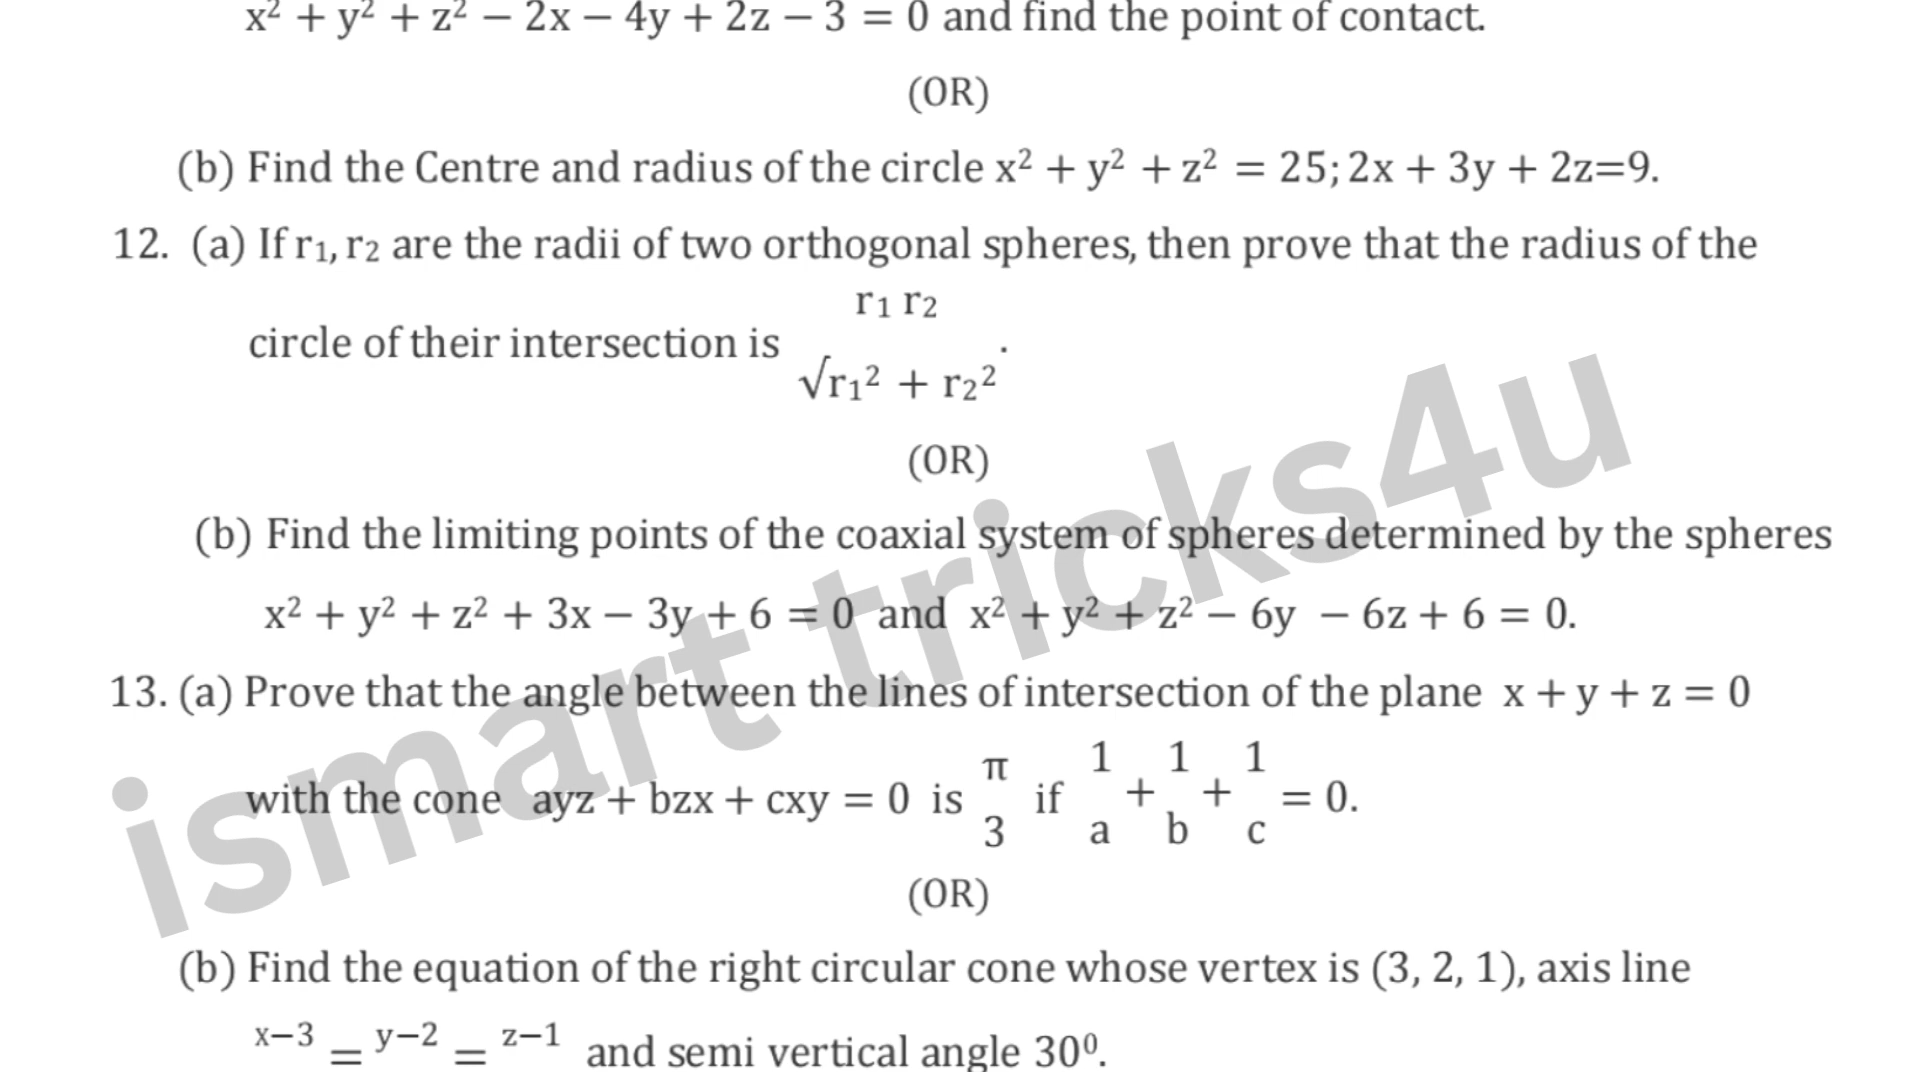 x² + y² + z² − 2x − 4y + 2z − 3 = 0 and find the point of contact.
(OR)
(b) Find the Centre and radius of the circle x² + y² + z² = 25; 2x + 3y + 2z=9.
12. (a) If r₁, r₂ are the radii of two orthogonal spheres, then prove that the radius of the
r₁ r₂
circle of their intersection is
√r₁² + r₂² .
(OR)
(b) Find the limiting points of the coaxial system of spheres determined by the spheres
x² + y² + z² + 3x − 3y + 6 = 0 and x² + y² + z² − 6y − 6z + 6 = 0.
13. (a) Prove that the angle between the lines of intersection of the plane x + y + z = 0
with the cone ayz + bzx + cxy = 0 is π/3 if 1/a + 1/b + 1/c = 0.
(OR)
(b) Find the equation of the right circular cone whose vertex is (3, 2, 1), axis line
x−3 = y−2 = z−1 and semi vertical angle 30⁰.
ismart tricks4u